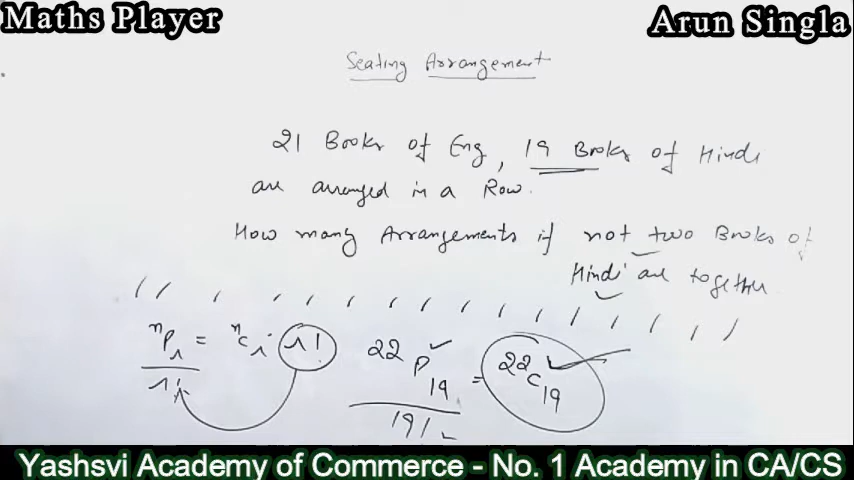 Maths Player
Arun Singla
Seating Arrangement
21 Books of Eng, 19 Books of Hindi
are arranged in a Row.
How many Arrangements if not two Books of
Hindi are together
nPr = nCr · r!
r!
22P19 = 22C19
19!
Yashsvi Academy of Commerce - No. 1 Academy in CA/CS